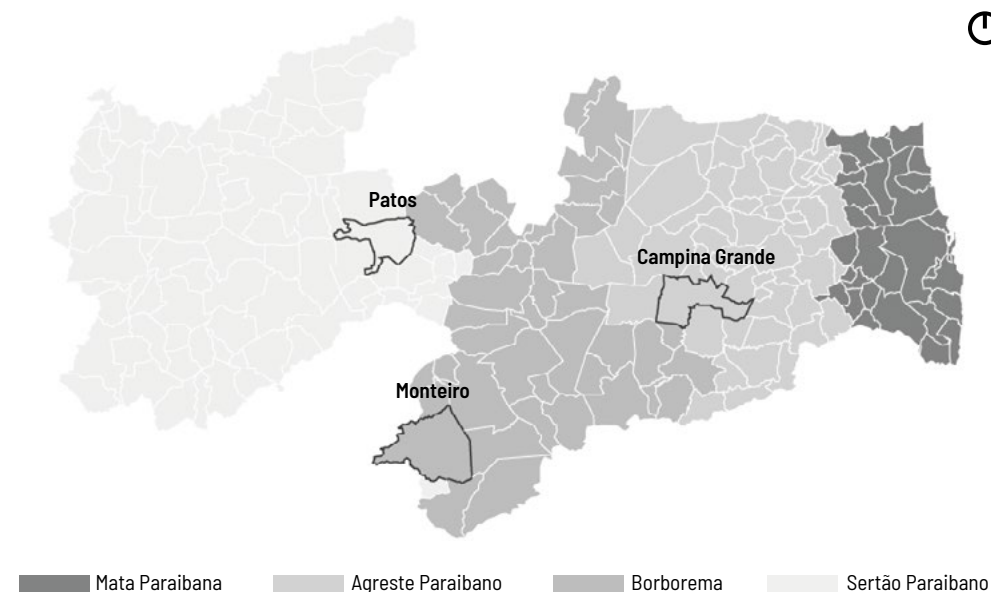 Patos
Campina Grande
Monteiro
Mata Paraibana
Agreste Paraibano
Borborema
Sertão Paraibano